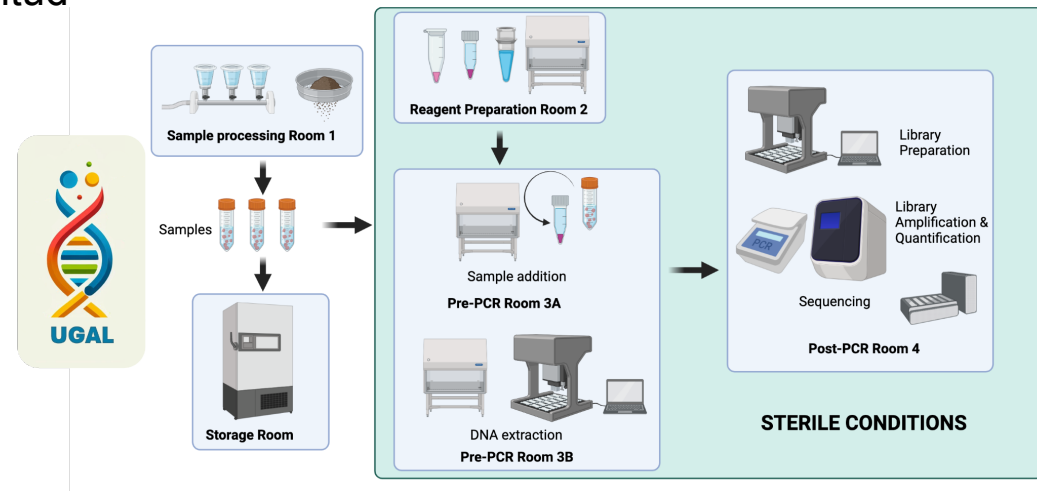 Sample processing Room 1
Samples
Storage Room
UGAL
Reagent Preparation Room 2
Sample addition
Pre-PCR Room 3A
DNA extraction
Pre-PCR Room 3B
Library
Preparation
Library
Amplification &
Quantification
PCR
Sequencing
Post-PCR Room 4
STERILE CONDITIONS